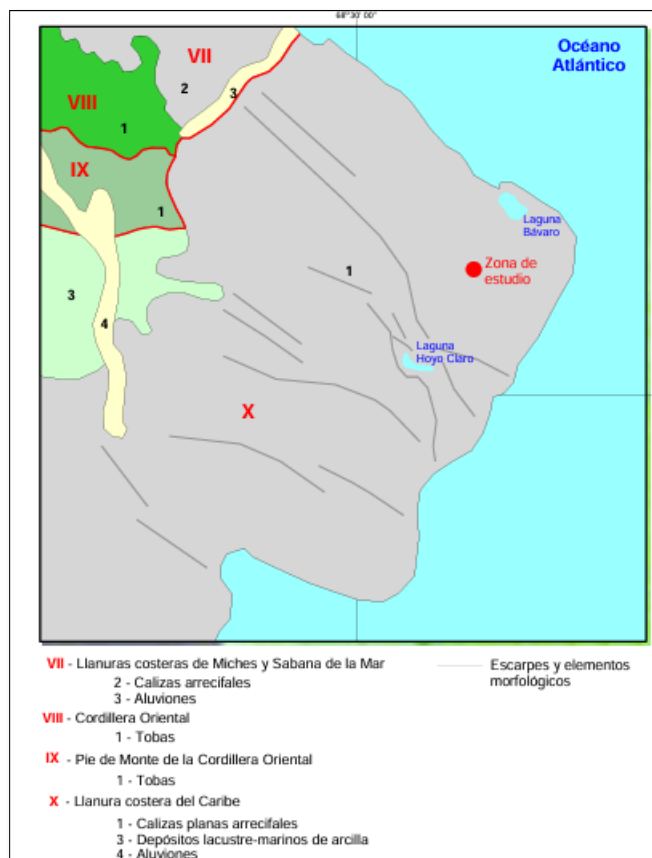 68°30´00"
Océano
Atlántico
VII
2
3
VIII
1
IX
1
Laguna
Bávaro
Zona de
estudio
1
3
4
Laguna
Hoyo Claro
X
VII - Llanuras costeras de Miches y Sabana de la Mar
2 - Calizas arrecifales
3 - Aluviones
VIII - Cordillera Oriental
1 - Tobas
IX - Pie de Monte de la Cordillera Oriental
1 - Tobas
X - Llanura costera del Caribe
1 - Calizas planas arrecifales
3 - Depósitos lacustre-marinos de arcilla
4 - Aluviones
Escarpes y elementos
morfológicos